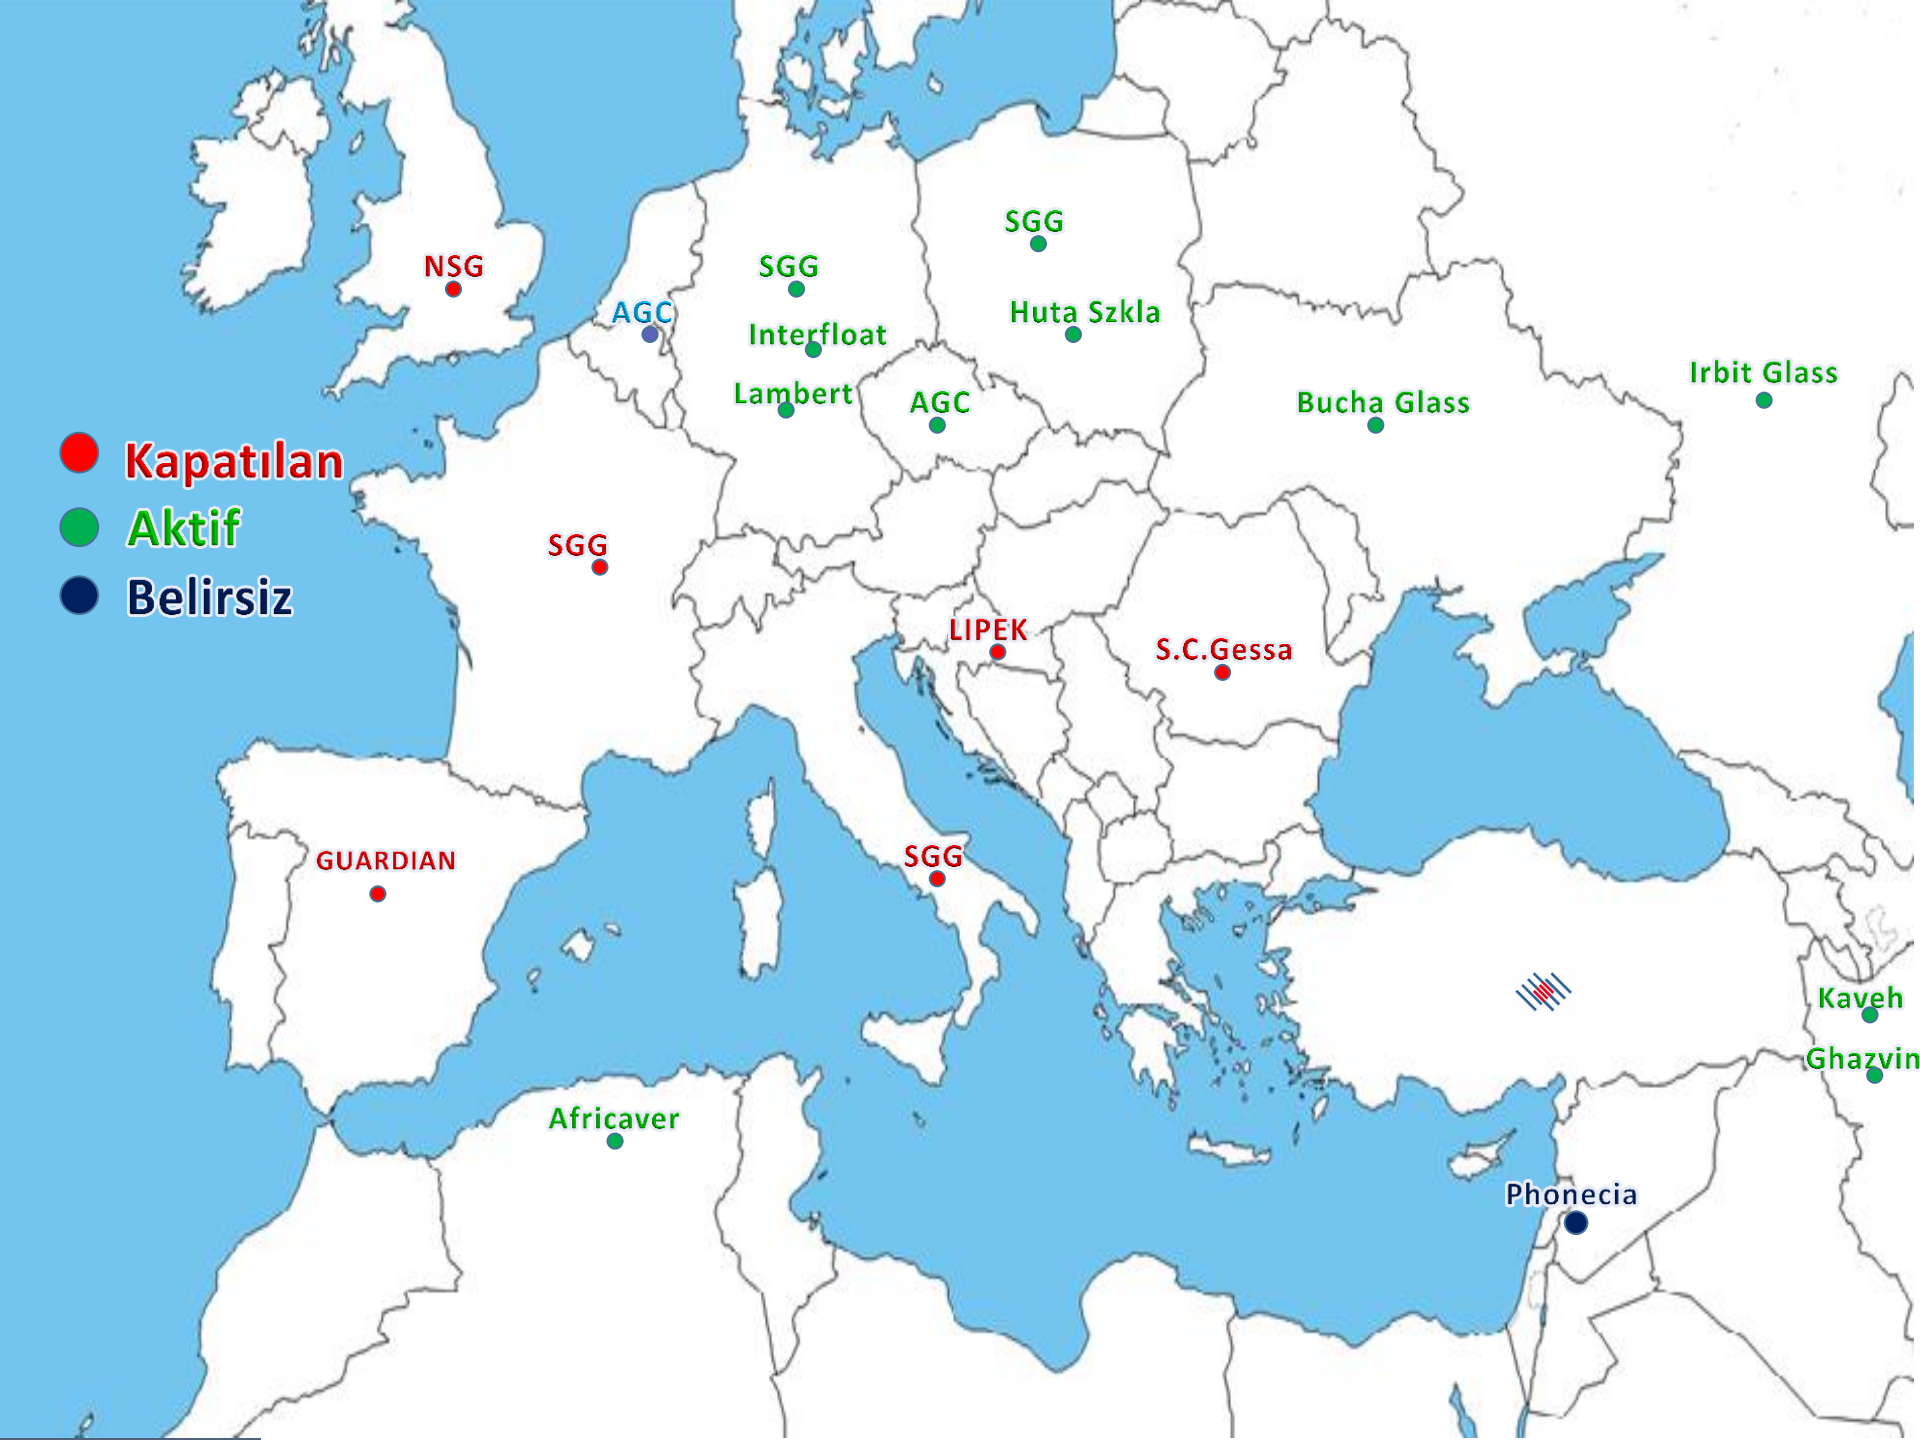 SGG
NSG
SGG
AGC
Interfloat
Huta Szkla
Lambert
AGC
Bucha Glass
Irbit Glass
Kapatılan
Aktif
Belirsiz
SGG
LIPEK
S.C.Gessa
GUARDIAN
SGG
Kaveh
Ghazvin
Africaver
Phonecia